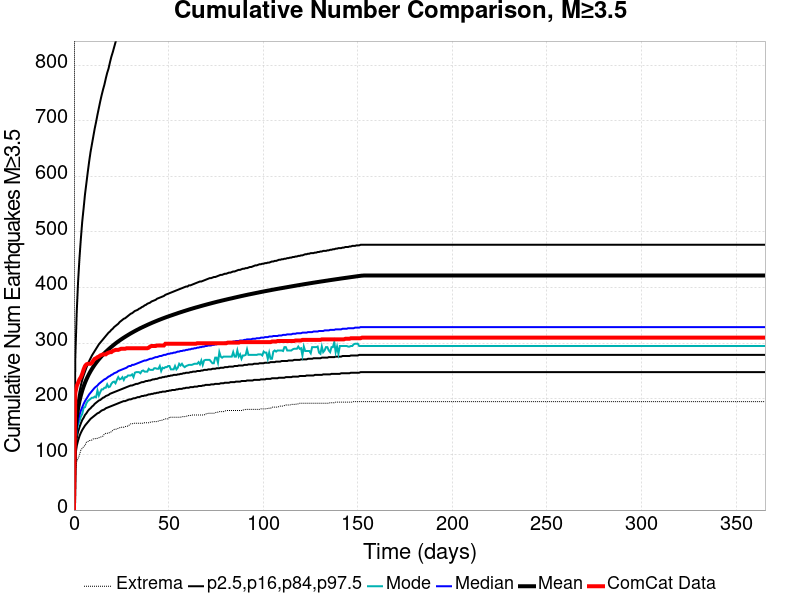 Cumulative Number Comparison, M≥3.5
Cumulative Num Earthquakes M≥3.5
800
700
600
500
400
300
200
100
0
0 50 100 150 200 250 300 350
Time (days)
Extrema p2.5,p16,p84,p97.5 Mode Median Mean ComCat Data